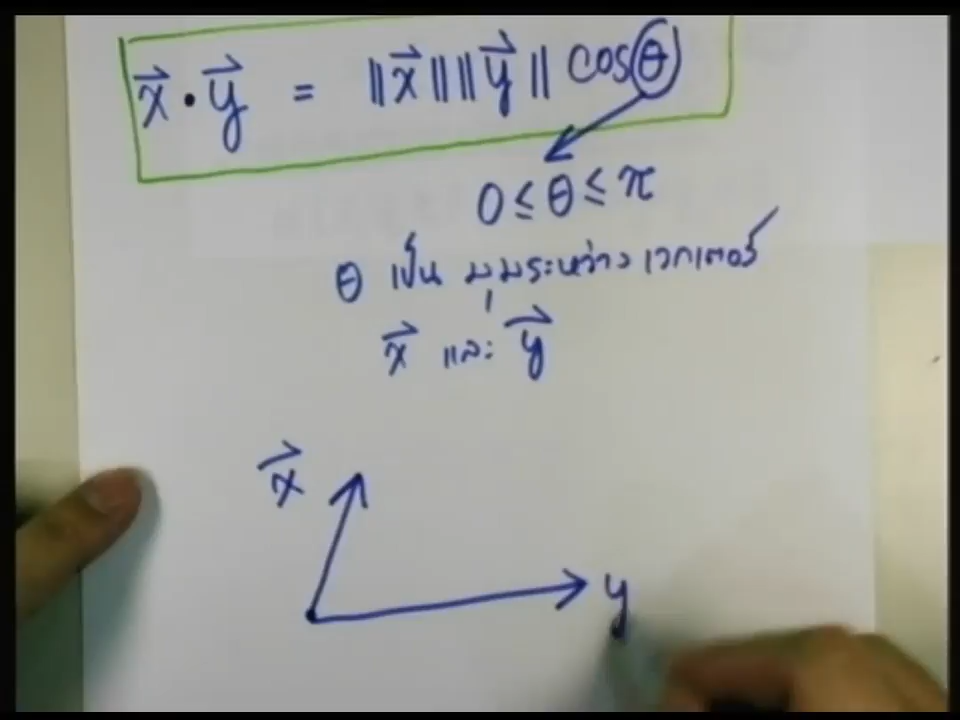 x⃗ · y⃗ = ‖x⃗‖‖y⃗‖ cos θ
0 ≤ θ ≤ π
θ เป็น มุมระหว่าง เวกเตอร์
x⃗ และ y⃗
x⃗
y